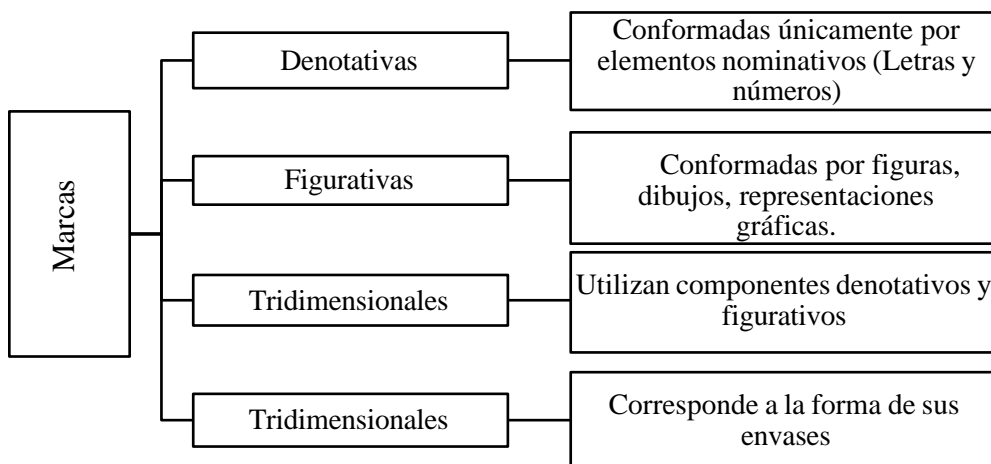 Marcas
Denotativas
Conformadas únicamente por
elementos nominativos (Letras y
números)
Figurativas
Conformadas por figuras,
dibujos, representaciones
gráficas.
Tridimensionales
Utilizan componentes denotativos y
figurativos
Tridimensionales
Corresponde a la forma de sus
envases